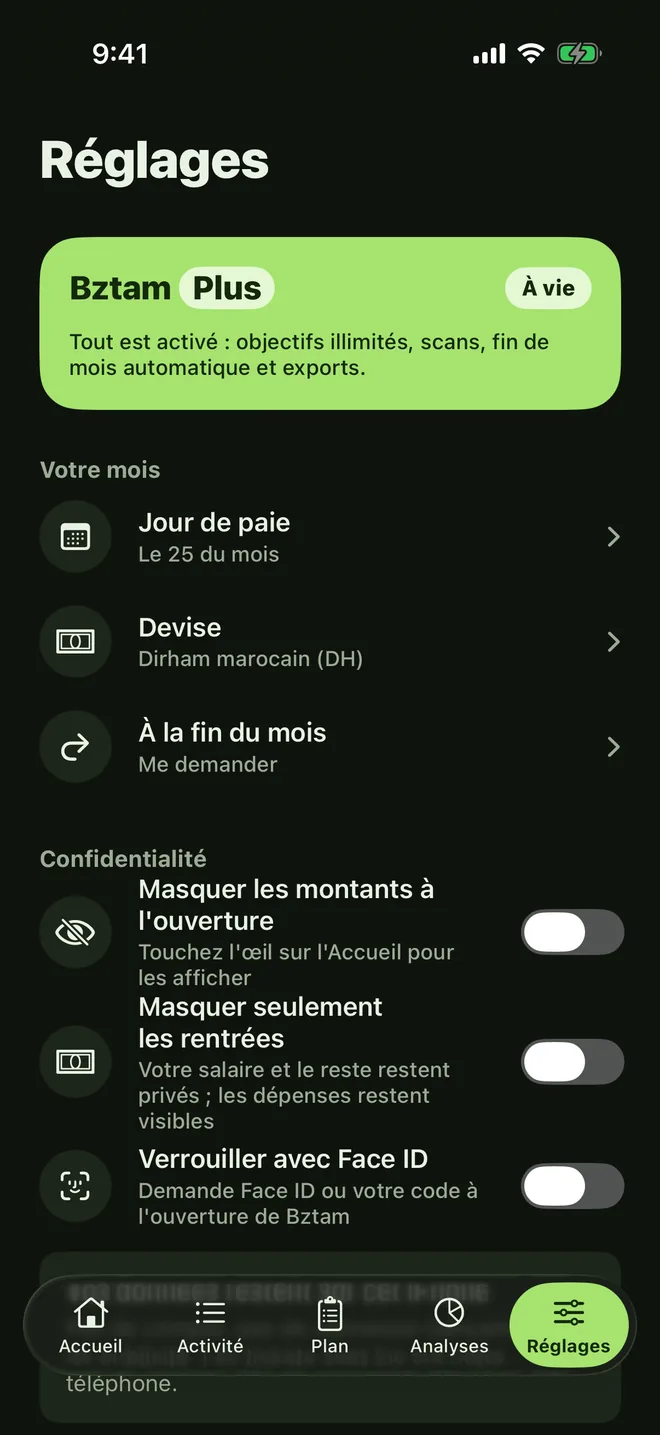 9:41
Réglages
Bztam Plus
À vie
Tout est activé : objectifs illimités, scans, fin de
mois automatique et exports.
Votre mois
Jour de paie
Le 25 du mois
Devise
Dirham marocain (DH)
À la fin du mois
Me demander
Confidentialité
Masquer les montants à
l'ouverture
Touchez l'œil sur l'Accueil pour
les afficher
Masquer seulement
les rentrées
Votre salaire et le reste restent
privés ; les dépenses restent
visibles
Verrouiller avec Face ID
Demande Face ID ou votre code à
l'ouverture de Bztam
Accueil
Activité
Plan
Analyses
Réglages
téléphone.